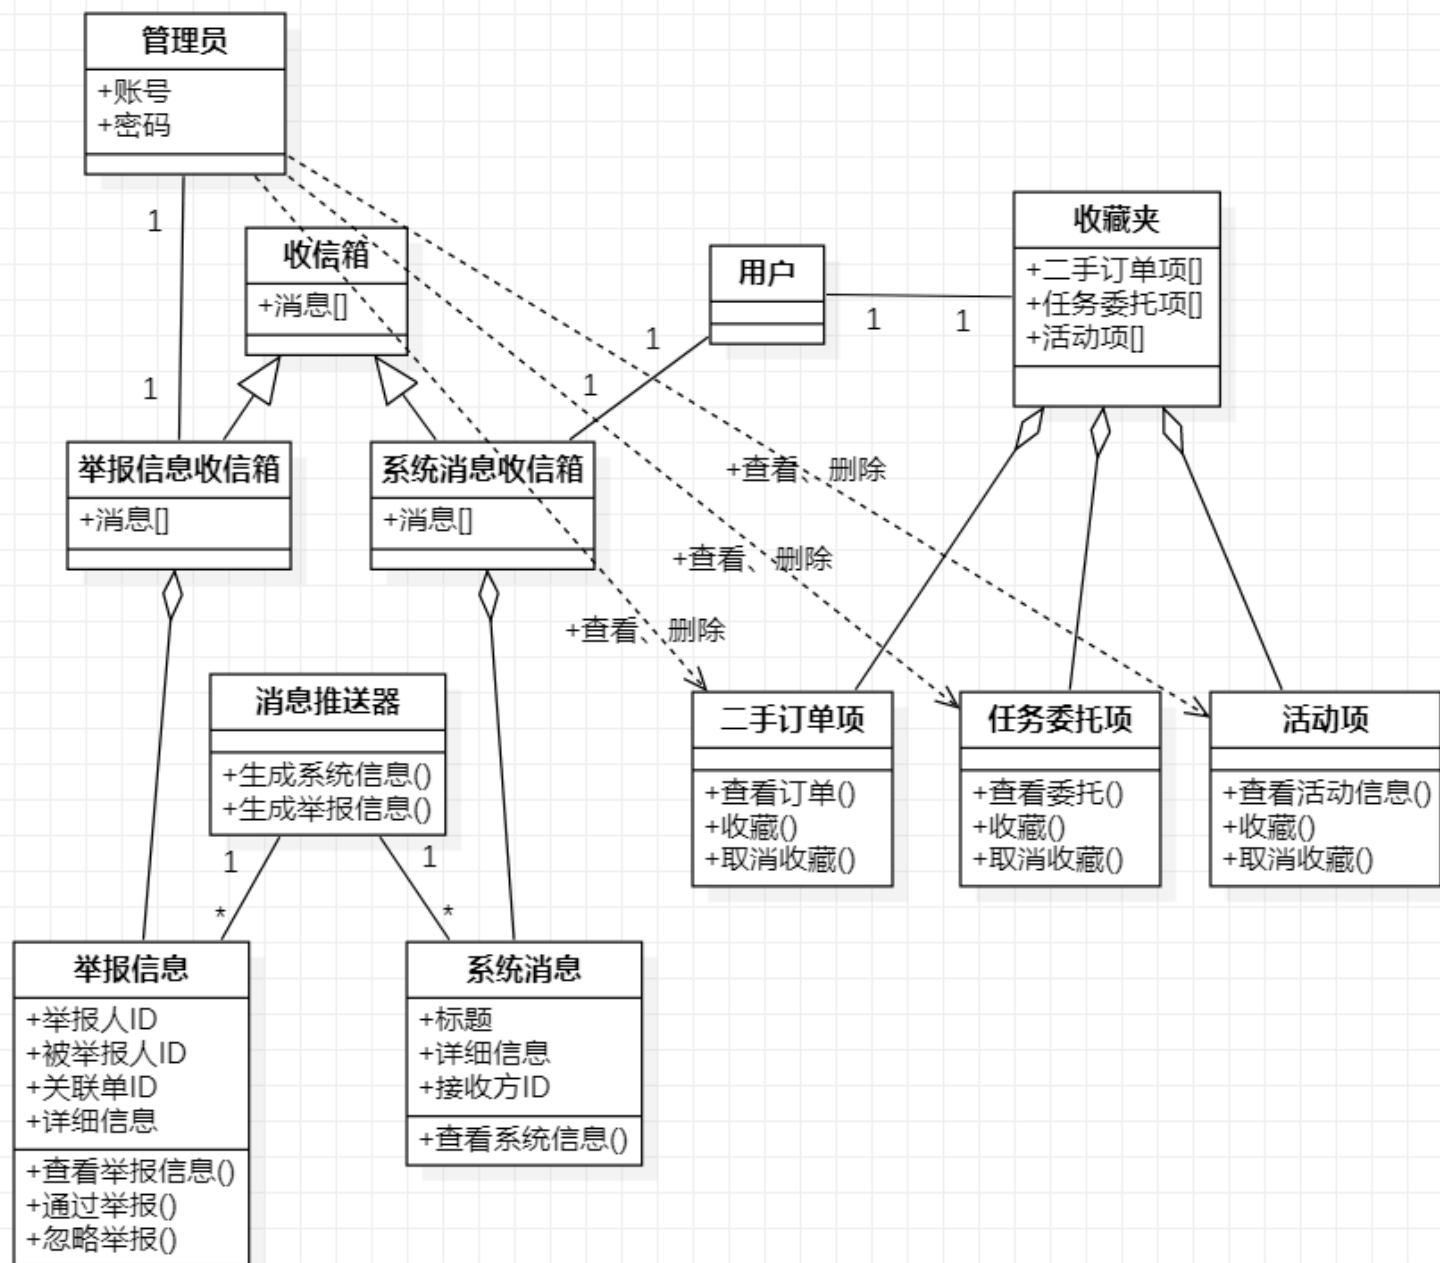 管理员
+账号
+密码
1
1
收信箱
+消息[]
用户
1
1
收藏夹
+二手订单项[]
+任务委托项[]
+活动项[]
1
1
举报信息收信箱
+消息[]
系统消息收信箱
+消息[]
+查看、删除
+查看、删除
+查看、删除
消息推送器
+生成系统信息()
+生成举报信息()
1
*
1
*
二手订单项
+查看订单()
+收藏()
+取消收藏()
任务委托项
+查看委托()
+收藏()
+取消收藏()
活动项
+查看活动信息()
+收藏()
+取消收藏()
举报信息
+举报人ID
+被举报人ID
+关联单ID
+详细信息
+查看举报信息()
+通过举报()
+忽略举报()
系统消息
+标题
+详细信息
+接收方ID
+查看系统信息()